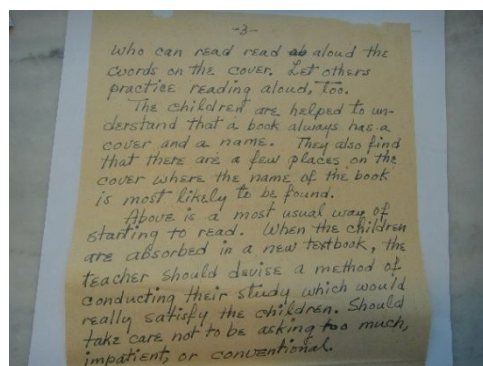 -3-
who can read read aloud the
words on the cover. Let others
practice reading aloud, too.
The children are helped to un-
derstand that a book always has a
cover and a name. They also find
that there are a few places on the
cover where the name of the book
is most likely to be found.
Above is a most usual way of
starting to read. When the children
are absorbed in a new textbook, the
teacher should devise a method of
conducting their study which would
really satisfy the children. Should
take care not to be asking too much,
impatient, or conventional.